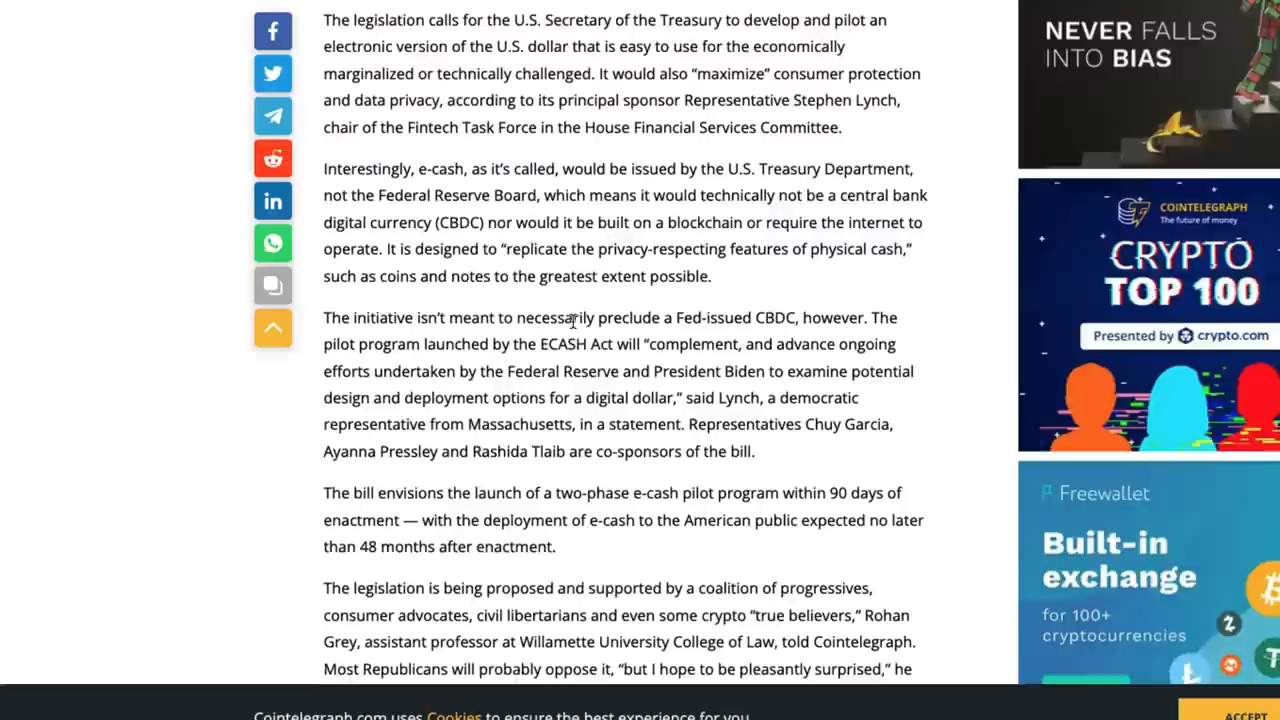 The legislation calls for the U.S. Secretary of the Treasury to develop and pilot an
electronic version of the U.S. dollar that is easy to use for the economically
marginalized or technically challenged. It would also “maximize” consumer protection
and data privacy, according to its principal sponsor Representative Stephen Lynch,
chair of the Fintech Task Force in the House Financial Services Committee.
Interestingly, e-cash, as it’s called, would be issued by the U.S. Treasury Department,
not the Federal Reserve Board, which means it would technically not be a central bank
digital currency (CBDC) nor would it be built on a blockchain or require the internet to
operate. It is designed to “replicate the privacy-respecting features of physical cash,”
such as coins and notes to the greatest extent possible.
The initiative isn’t meant to necessarily preclude a Fed-issued CBDC, however. The
pilot program launched by the ECASH Act will “complement, and advance ongoing
efforts undertaken by the Federal Reserve and President Biden to examine potential
design and deployment options for a digital dollar,” said Lynch, a democratic
representative from Massachusetts, in a statement. Representatives Chuy Garcia,
Ayanna Pressley and Rashida Tlaib are co-sponsors of the bill.
The bill envisions the launch of a two-phase e-cash pilot program within 90 days of
enactment — with the deployment of e-cash to the American public expected no later
than 48 months after enactment.
The legislation is being proposed and supported by a coalition of progressives,
consumer advocates, civil libertarians and even some crypto “true believers,” Rohan
Grey, assistant professor at Willamette University College of Law, told Cointelegraph.
Most Republicans will probably oppose it, “but I hope to be pleasantly surprised,” he
NEVER FALLS
INTO BIAS
COINTELEGRAPH
The future of money
CRYPTO
TOP 100
Presented by crypto.com
Freewallet
Built-in
exchange
for 100+
cryptocurrencies
Cointelegraph.com uses Cookies to ensure the best experience for you
ACCEPT